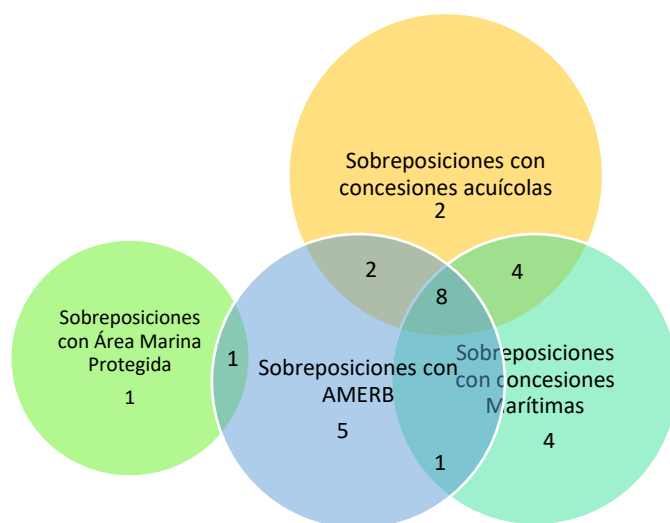 Sobreposiciones con
concesiones acuícolas
2
2
4
8
Sobreposiciones
con Área Marina
Protegida
1
1
Sobreposiciones con
AMERB
5
Sobreposiciones
con concesiones
Marítimas
4
1